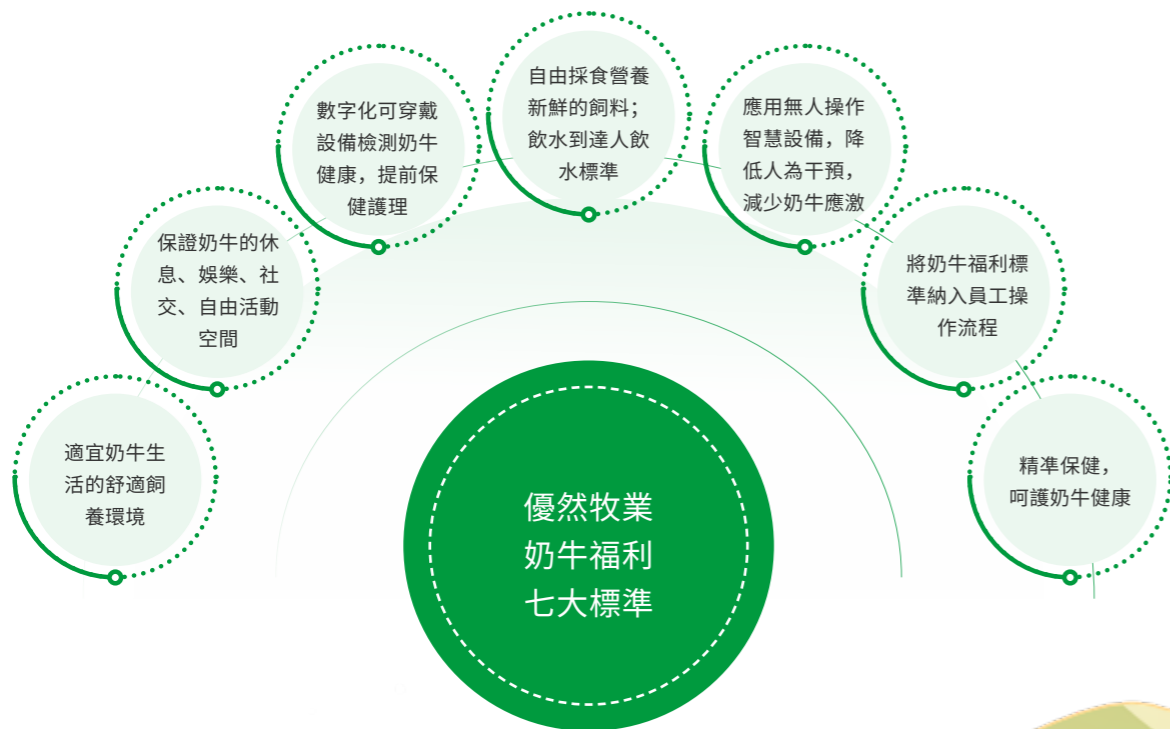 適宜奶牛生
活的舒適飼
養環境
保證奶牛的休
息、娛樂、社
交、自由活動
空間
數字化可穿戴
設備檢測奶牛
健康，提前保
健護理
自由採食營養
新鮮的飼料；
飲水到達人飲
水標準
應用無人操作
智慧設備，降
低人為干預，
減少奶牛應激
將奶牛福利標
準納入員工操
作流程
精準保健，
呵護奶牛健康
優然牧業
奶牛福利
七大標準